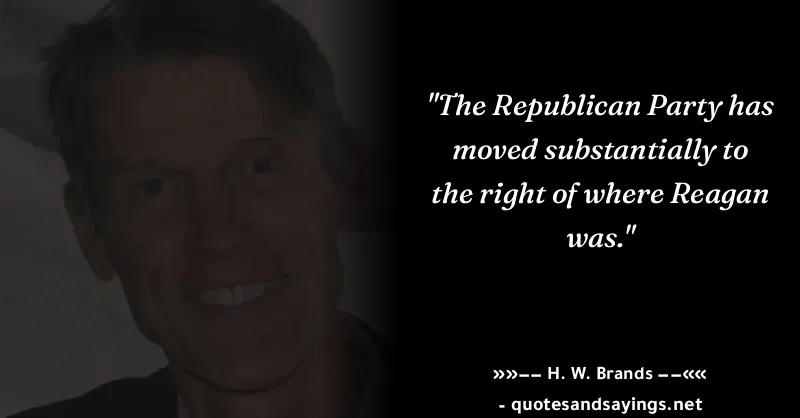 "The Republican Party has
moved substantially to
the right of where Reagan
was."
»»−− H. W. Brands −−««
- quotesandsayings.net